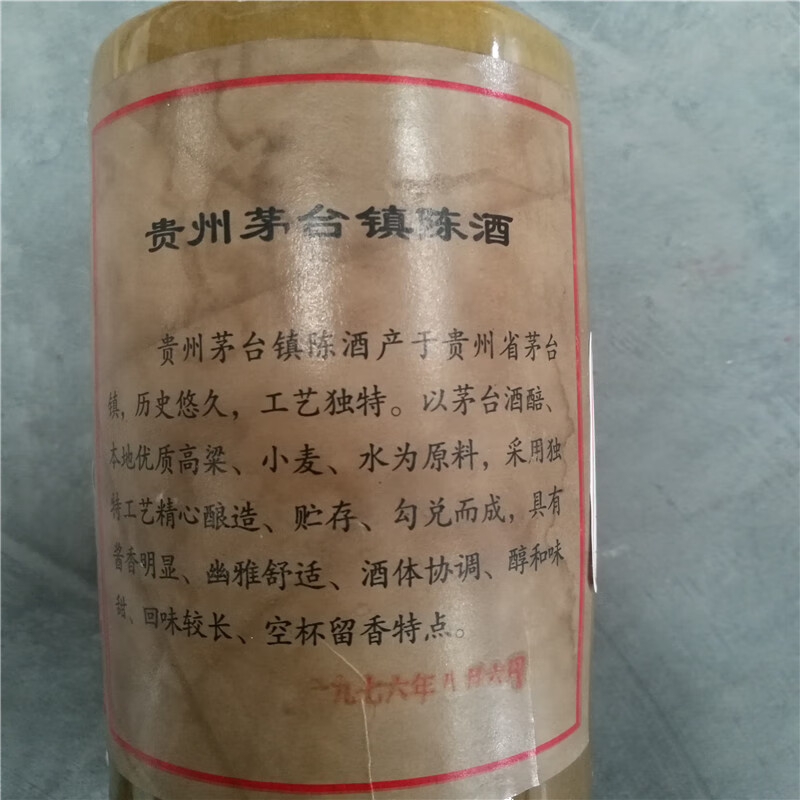 贵州茅台镇陈酒
贵州茅台镇陈酒产于贵州省茅台
镇，历史悠久，工艺独特。以茅台酒醅、
本地优质高粱、小麦、水为原料，采用独
特工艺精心酿造、贮存、勾兑而成，具有
酱香明显、幽雅舒适、酒体协调、醇和味
甜、回味较长、空杯留香特点。
一九七六年八月六日